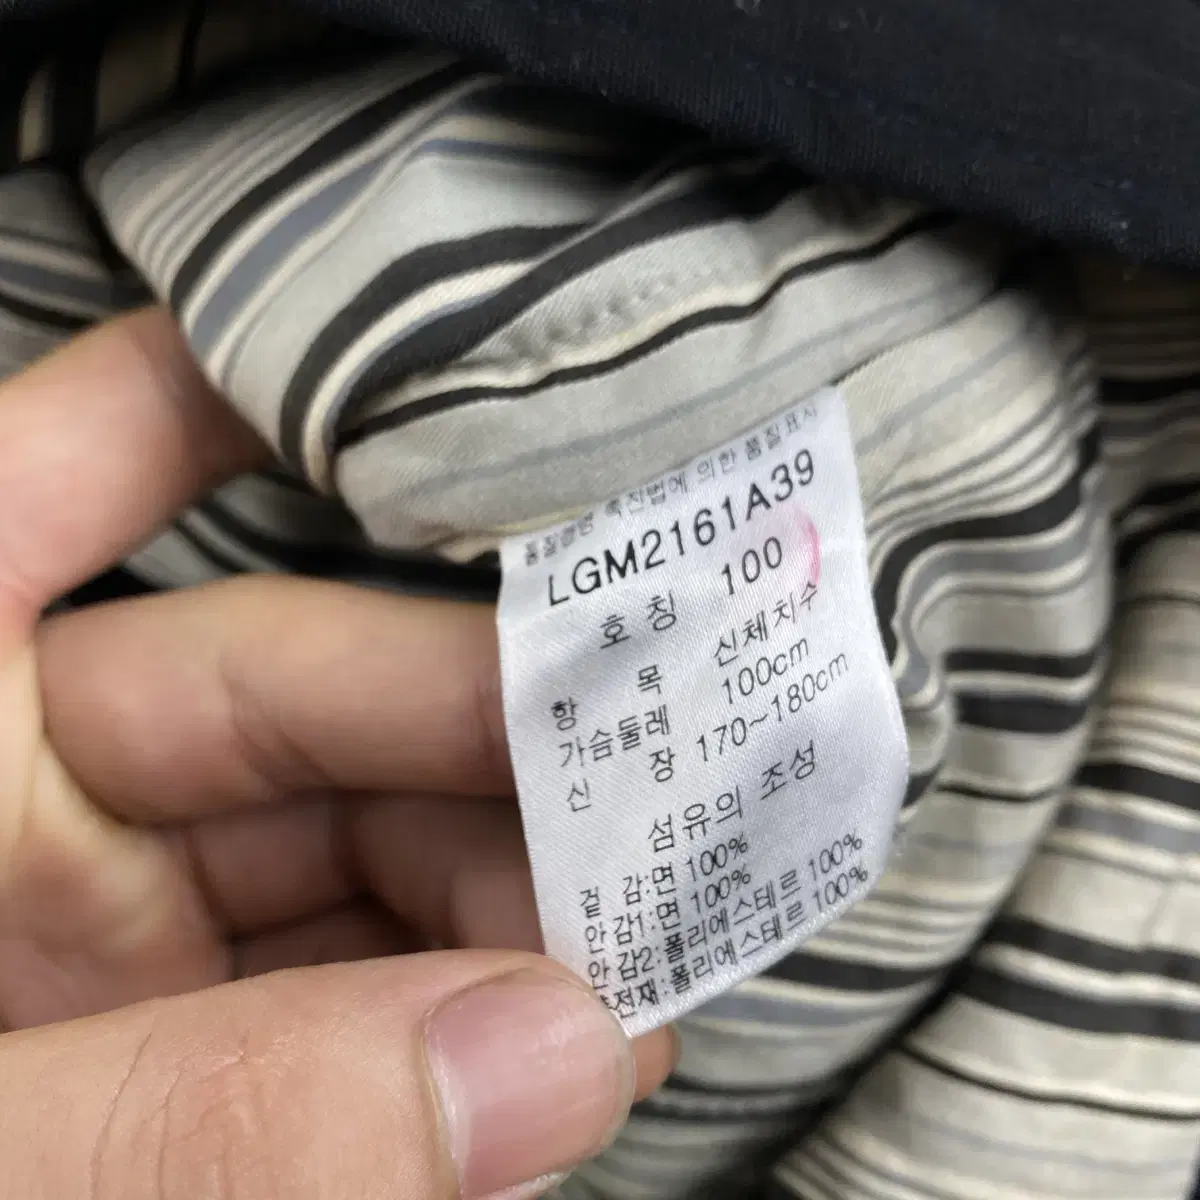 품질경영 촉진법에 의한 품질표시
LGM2161A39
호 칭 100
항 목 신체치수
가슴둘레 100cm
신 장 170~180cm
섬유의 조성
겉 감:면 100%
안감1:면 100%
안감2:폴리에스테르 100%
충전재:폴리에스테르 100%